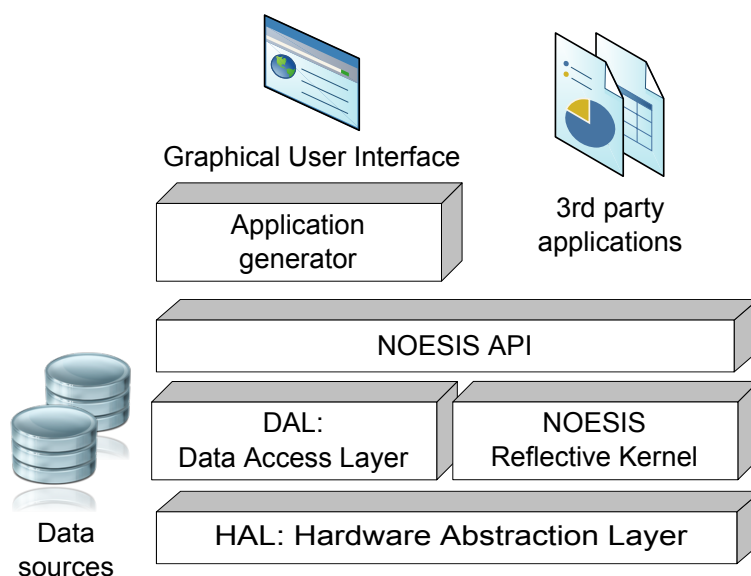 Graphical User Interface
3rd party
applications
Application
generator
NOESIS API
DAL:
Data Access Layer
NOESIS
Reflective Kernel
HAL: Hardware Abstraction Layer
Data
sources